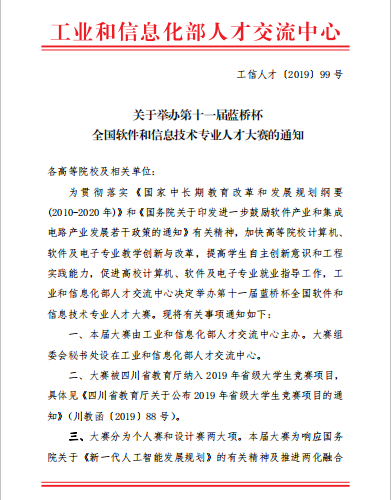 工业和信息化部人才交流中心
工信人才〔2019〕99 号
关于举办第十一届蓝桥杯
全国软件和信息技术专业人才大赛的通知
各高等院校及相关单位：
为贯彻落实《国家中长期教育改革和发展规划纲要
(2010-2020 年)》和《国务院关于印发进一步鼓励软件产业和集成
电路产业发展若干政策的通知》有关精神，加快高等院校计算机、
软件及电子专业教学创新与改革，提高学生自主创新意识和工程
实践能力，促进高校计算机、软件及电子专业就业指导工作，工
业和信息化部人才交流中心决定举办第十一届蓝桥杯全国软件和
信息技术专业人才大赛。现将有关事项通知如下：
一、本届大赛由工业和信息化部人才交流中心主办。大赛组
委会秘书处设在工业和信息化部人才交流中心。
二、大赛被四川省教育厅纳入 2019 年省级大学生竞赛项目，
具体见《四川省教育厅关于公布 2019 年省级大学生竞赛项目的通
知》（川教函〔2019〕88 号）。
三、大赛分为个人赛和设计赛两大项。本届大赛为响应国务
院关于《新一代人工智能发展规划》的有关精神及推进两化融合